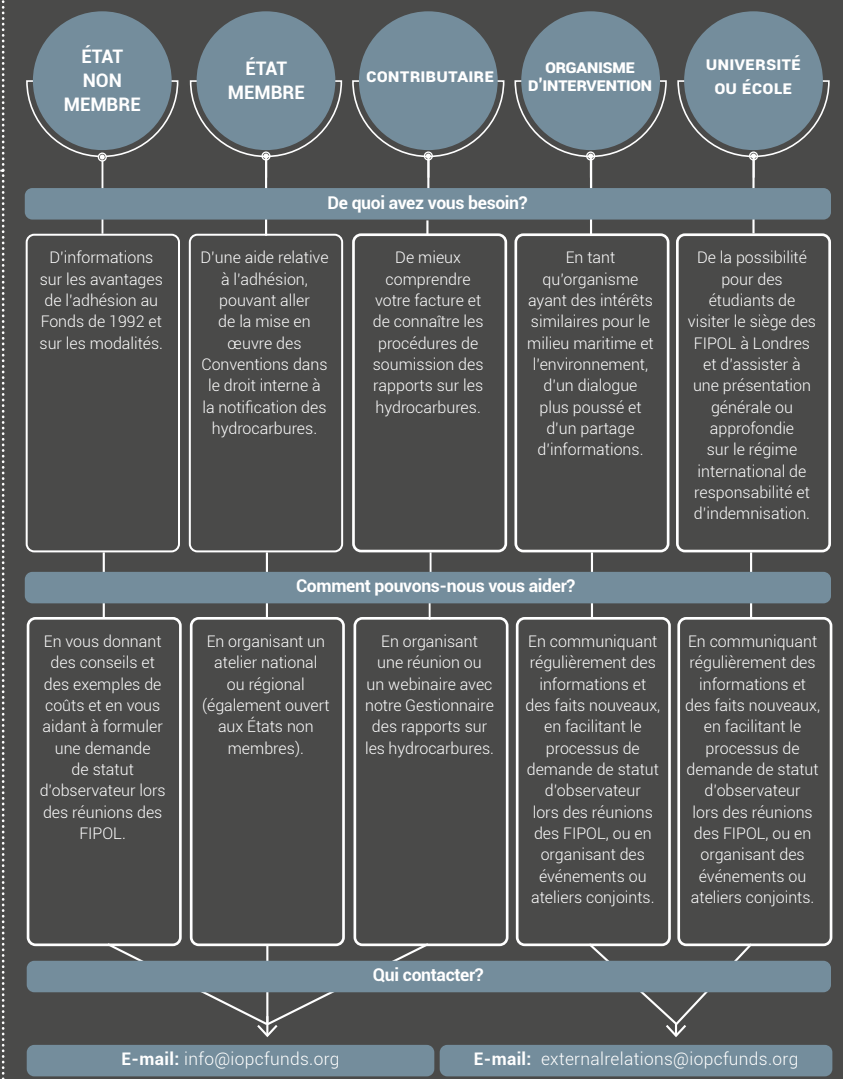 ÉTAT
NON
MEMBRE
ÉTAT
MEMBRE
CONTRIBUTAIRE
ORGANISME
D'INTERVENTION
UNIVERSITÉ
OU ÉCOLE
De quoi avez vous besoin?
D'informations
sur les avantages
de l'adhésion au
Fonds de 1992 et
sur les modalités.
D'une aide relative
à l'adhésion,
pouvant aller
de la mise en
œuvre des
Conventions dans
le droit interne à
la notification des
hydrocarbures.
De mieux
comprendre
votre facture et
de connaître les
procédures de
soumission des
rapports sur les
hydrocarbures.
En tant
qu'organisme
ayant des intérêts
similaires pour le
milieu maritime et
l'environnement,
d'un dialogue
plus poussé et
d'un partage
d'informations.
De la possibilité
pour des
étudiants de
visiter le siège des
FIPOL à Londres
et d'assister à
une présentation
générale ou
approfondie
sur le régime
international de
responsabilité et
d'indemnisation.
Comment pouvons-nous vous aider?
En vous donnant
des conseils et
des exemples de
coûts et en vous
aidant à formuler
une demande
de statut
d'observateur lors
des réunions des
FIPOL.
En organisant un
atelier national
ou régional
(également ouvert
aux États non
membres).
En organisant
une réunion ou
un webinaire avec
notre Gestionnaire
des rapports sur
les hydrocarbures.
En communiquant
régulièrement des
informations et
des faits nouveaux,
en facilitant le
processus de
demande de statut
d'observateur
lors des réunions
des FIPOL, ou en
organisant des
événements ou
ateliers conjoints.
En communiquant
régulièrement des
informations et
des faits nouveaux,
en facilitant le
processus de
demande de statut
d'observateur
lors des réunions
des FIPOL, ou en
organisant des
événements ou
ateliers conjoints.
Qui contacter?
E-mail: info@iopcfunds.org
E-mail: externalrelations@iopcfunds.org